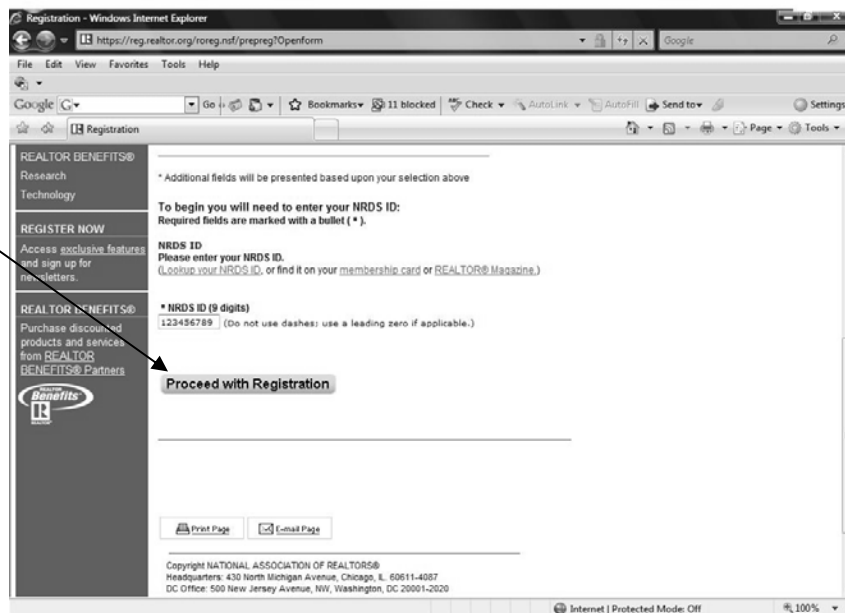 Registration - Windows Internet Explorer
https://reg.realtor.org/roreg.nsf/prepreg?Openform
Google
File Edit View Favorites Tools Help
Google G Go Bookmarks 11 blocked Check AutoLink AutoFill Send to Settings
Registration Page Tools
REALTOR BENEFITS®
Research
Technology
REGISTER NOW
Access exclusive features
and sign up for
newsletters.
REALTOR BENEFITS®
Purchase discounted
products and services
from REALTOR
BENEFITS® Partners
REALTOR
Benefits
R
REALTOR
* Additional fields will be presented based upon your selection above
To begin you will need to enter your NRDS ID:
Required fields are marked with a bullet ( * ).
NRDS ID
Please enter your NRDS ID.
(Lookup your NRDS ID, or find it on your membership card or REALTOR® Magazine.)
* NRDS ID (9 digits)
123456789 (Do not use dashes; use a leading zero if applicable.)
Proceed with Registration
Print Page E-mail Page
Copyright NATIONAL ASSOCIATION OF REALTORS®
Headquarters: 430 North Michigan Avenue, Chicago, IL. 60611-4087
DC Office: 500 New Jersey Avenue, NW, Washington, DC 20001-2020
Internet | Protected Mode: Off 100%